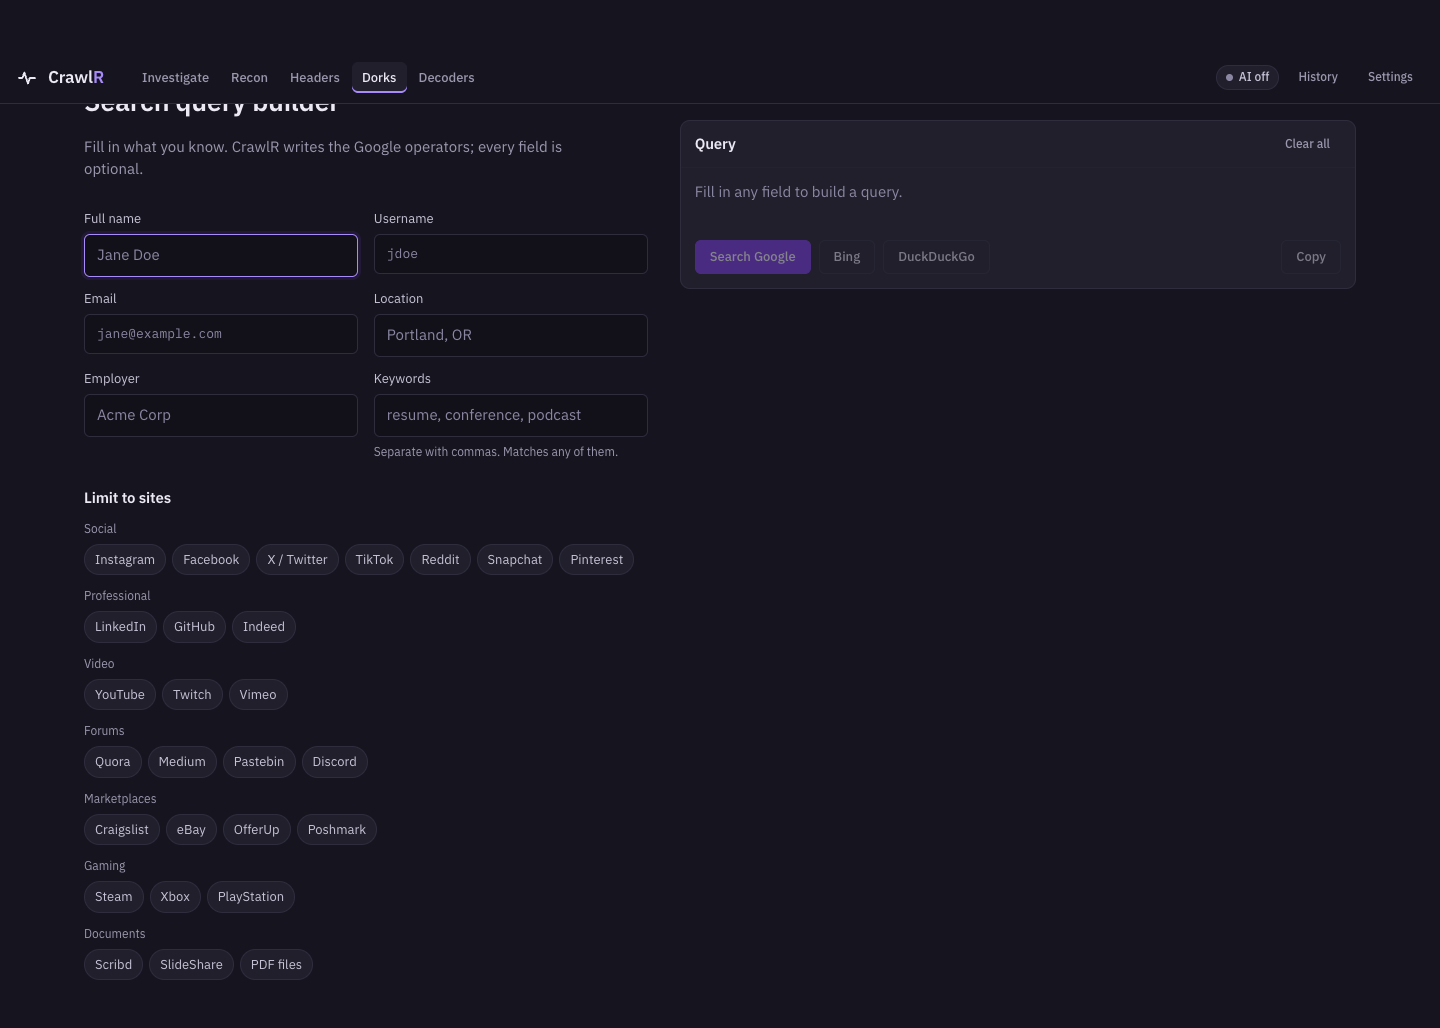 CrawlR
Investigate
Recon
Headers
Dorks
Decoders
AI off
History
Settings
Search query builder
Fill in what you know. CrawlR writes the Google operators; every field is
optional.
Full name
Username
Jane Doe
jdoe
Email
Location
jane@example.com
Portland, OR
Employer
Keywords
Acme Corp
resume, conference, podcast
Separate with commas. Matches any of them.
Limit to sites
Social
Instagram
Facebook
X / Twitter
TikTok
Reddit
Snapchat
Pinterest
Professional
LinkedIn
GitHub
Indeed
Video
YouTube
Twitch
Vimeo
Forums
Quora
Medium
Pastebin
Discord
Marketplaces
Craigslist
eBay
OfferUp
Poshmark
Gaming
Steam
Xbox
PlayStation
Documents
Scribd
SlideShare
PDF files
Query
Clear all
Fill in any field to build a query.
Search Google
Bing
DuckDuckGo
Copy